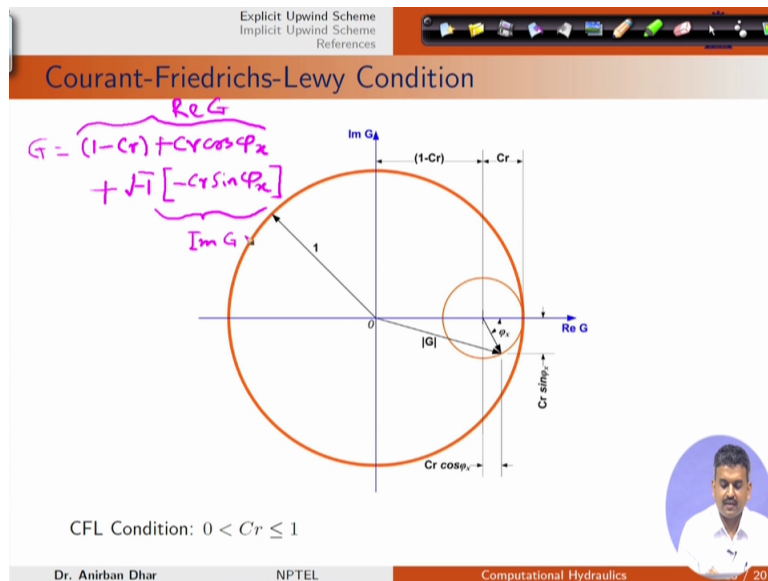 Explicit Upwind Scheme
Implicit Upwind Scheme
References
Courant-Friedrichs-Lewy Condition
Re G
G = (1-Cr) + Cr cos φx
+ √-1 [-Cr Sin φx]
Im G
Im G
(1-Cr)
Cr
1
0
|G|
φx
Re G
Cr sinφx
Cr cosφx
CFL Condition: 0 < Cr ≤ 1
Dr. Anirban Dhar
NPTEL
Computational Hydraulics
/ 20